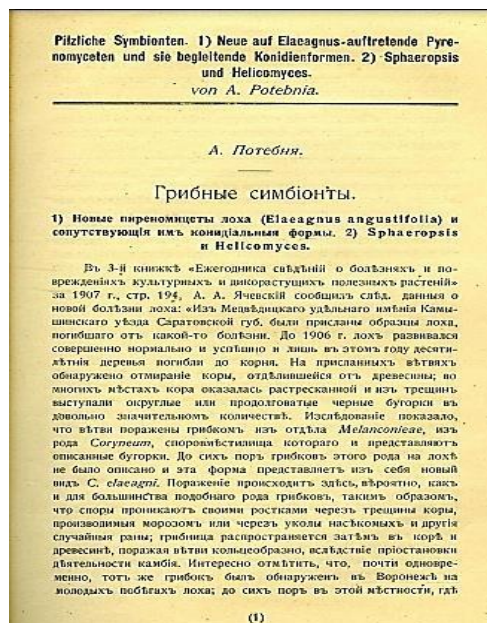 Pilzliche Symbionten. 1) Neue auf Elaeagnus-auftretende Pyre-
nomyceten und sie begleitende Konidienformen. 2) Sphaeropsis
und Helicomyces.
von A. Potebnia.
А. Потебня.
Грибные симбіонты.
1) Новые пиреномицеты лоха (Elaeagnus angustifolia) и
сопутствующія имъ конидіальныя формы. 2) Sphaeropsis
и Helicomyces.
Въ 3-й книжкѣ «Ежегодника свѣдѣній о болѣзняхъ и по-
врежденіяхъ культурныхъ и дикорастущихъ полезныхъ растеній»
за 1907 г., стр. 194, А. А. Ячевскій сообщилъ слѣд. данныя о
новой болѣзни лоха: «Изъ Медвѣдицкаго удѣльнаго имѣнія Камы-
шинскаго уѣзда Саратовской губ. были присланы образцы лоха,
погибшаго отъ какой-то болѣзни. До 1906 г. лохъ развивался
совершенно нормально и успѣшно и лишь въ этомъ году десяти-
лѣтнія деревья погибли до корня. На присланныхъ вѣтвяхъ
обнаружено отмираніе коры, отдѣлившейся отъ древесины; во
многихъ мѣстахъ кора оказалась растресканной и изъ трещинъ
выступали округлые или продолговатые черные бугорки въ
довольно значительномъ количествѣ. Изслѣдованіе показало,
что вѣтви поражены грибкомъ изъ отдѣла Melanconieae, изъ
рода Coryneum, споровмѣстилища котораго и представляютъ
описанные бугорки. До сихъ поръ грибковъ этого рода на лохѣ
не было описано и эта форма представляетъ изъ себя новый
видъ C. elaeagni. Пораженіе происходитъ здѣсь, вѣроятно, какъ
и для большинства подобнаго рода грибковъ, такимъ образомъ,
что споры проникаютъ своими ростками черезъ трещины коры,
производимыя морозомъ или черезъ уколы насѣкомыхъ и другія
случайныя раны; грибница распространяется затѣмъ въ корѣ и
древесинѣ, поражая вѣтви кольцеобразно, вслѣдствіе пріостановки
дѣятельности камбія. Интересно отмѣтить, что, почти одновре-
менно, тотъ же грибокъ былъ обнаруженъ въ Воронежѣ на
молодыхъ побѣгахъ лоха; до сихъ поръ въ этой мѣстности, гдѣ
(1)